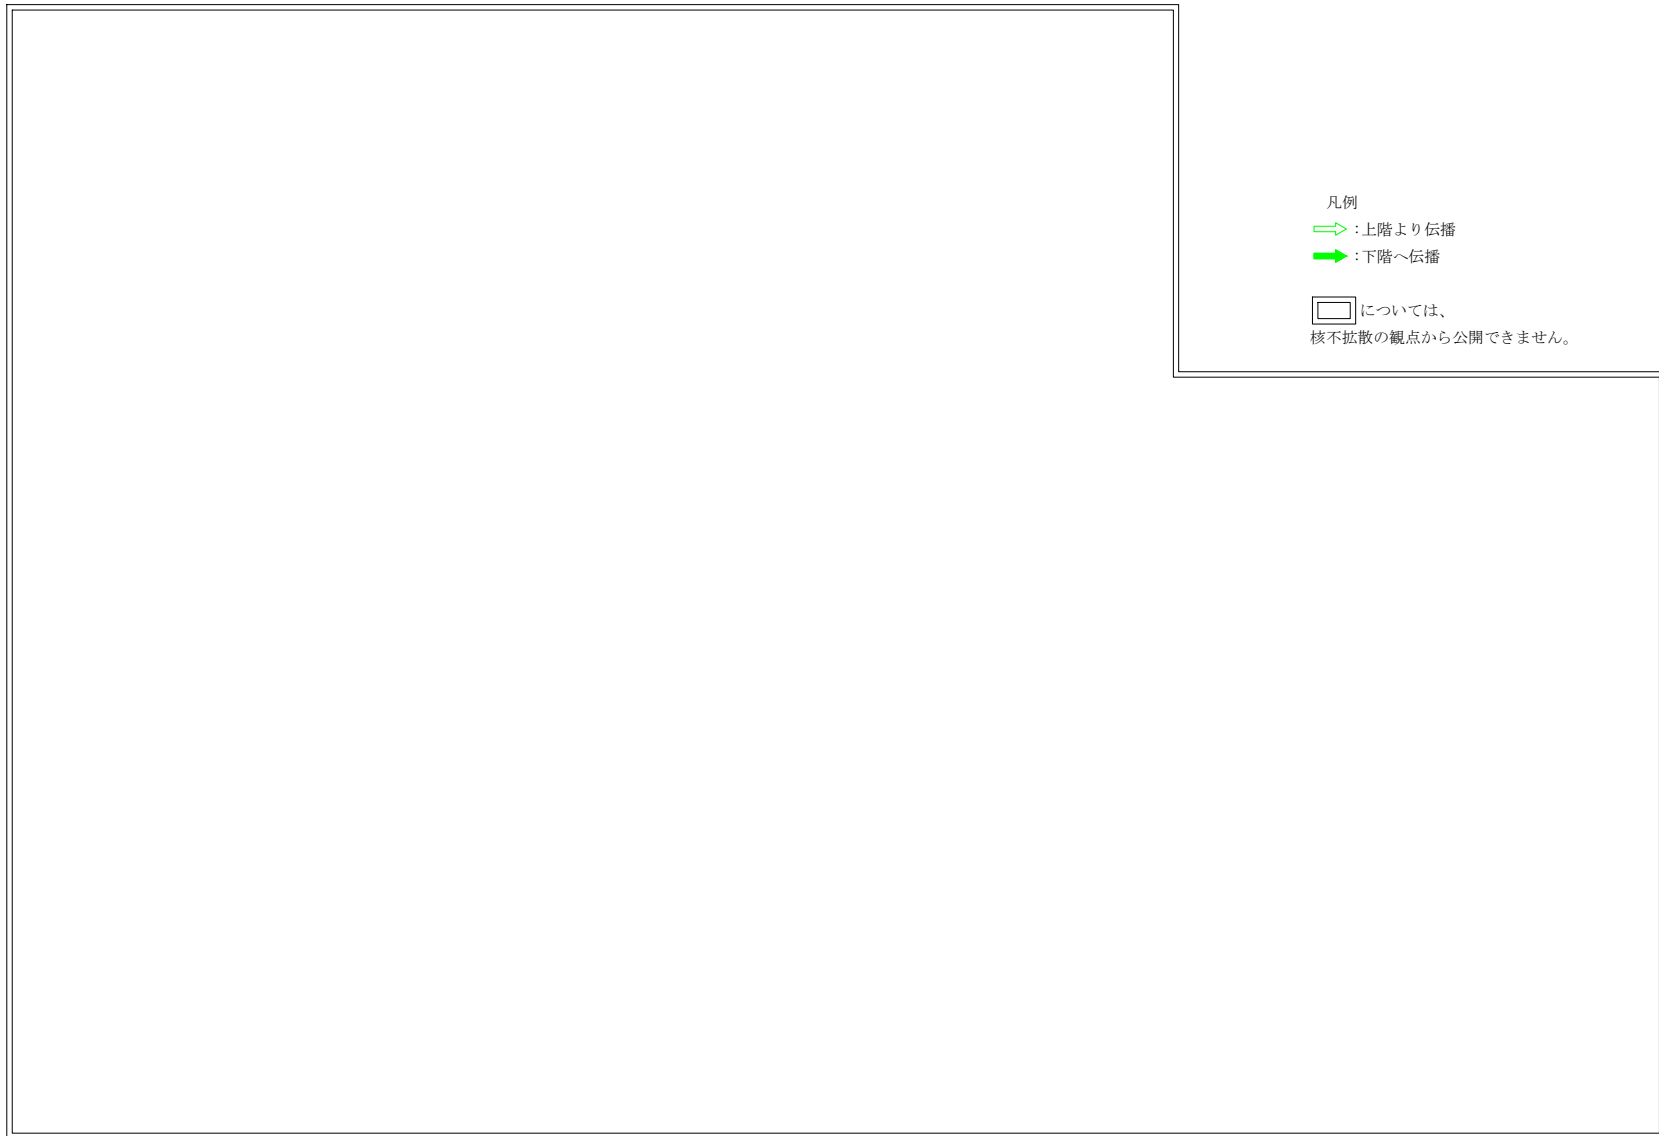 凡例
：上階より伝播
：下階へ伝播
については、
核不拡散の観点から公開できません。